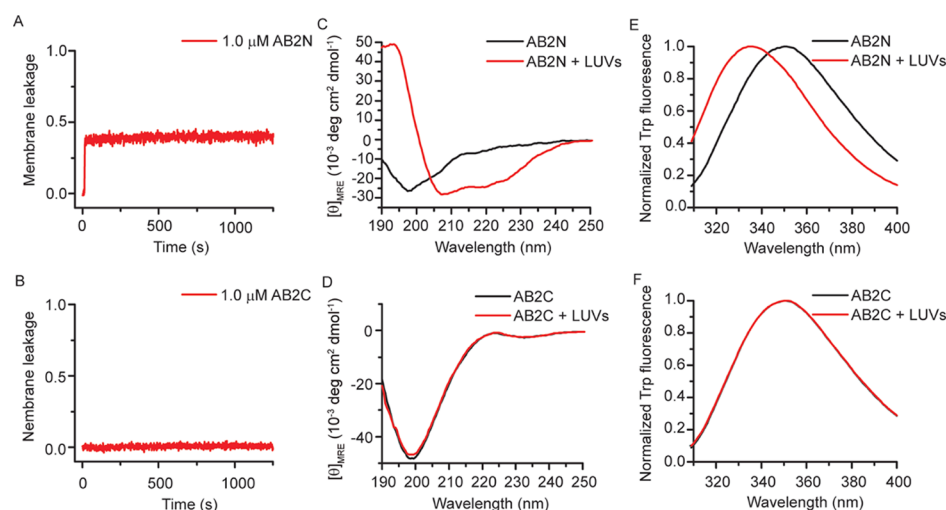 A
1.0 μM AB2N
Membrane leakage
1.0
0.5
0.0
0 500 1000
Time (s)
C
AB2N
AB2N + LUVs
[θ]MRE (10-3 deg cm2 dmol-1)
50
40
30
20
10
0
-10
-20
-30
190 195 200 205 210 220 230 240 250
Wavelength (nm)
E
AB2N
AB2N + LUVs
Normalized Trp fluoresence
1.0
0.8
0.6
0.4
0.2
0.0
320 340 360 380 400
Wavelength (nm)
B
1.0 μM AB2C
Nembrane leakage
1.0
0.5
0.0
0 500 1000
Time (s)
D
AB2C
AB2C + LUVs
[θ]MRE (10-3 deg cm2 dmol-1)
0
-20
-40
190 200 210 220 230 240 250
Wavelength (nm)
F
AB2C
AB2C + LUVs
Normalized Trp fluorescence
1.0
0.8
0.6
0.4
0.2
0.0
320 340 360 380 400
Wavelength (nm)